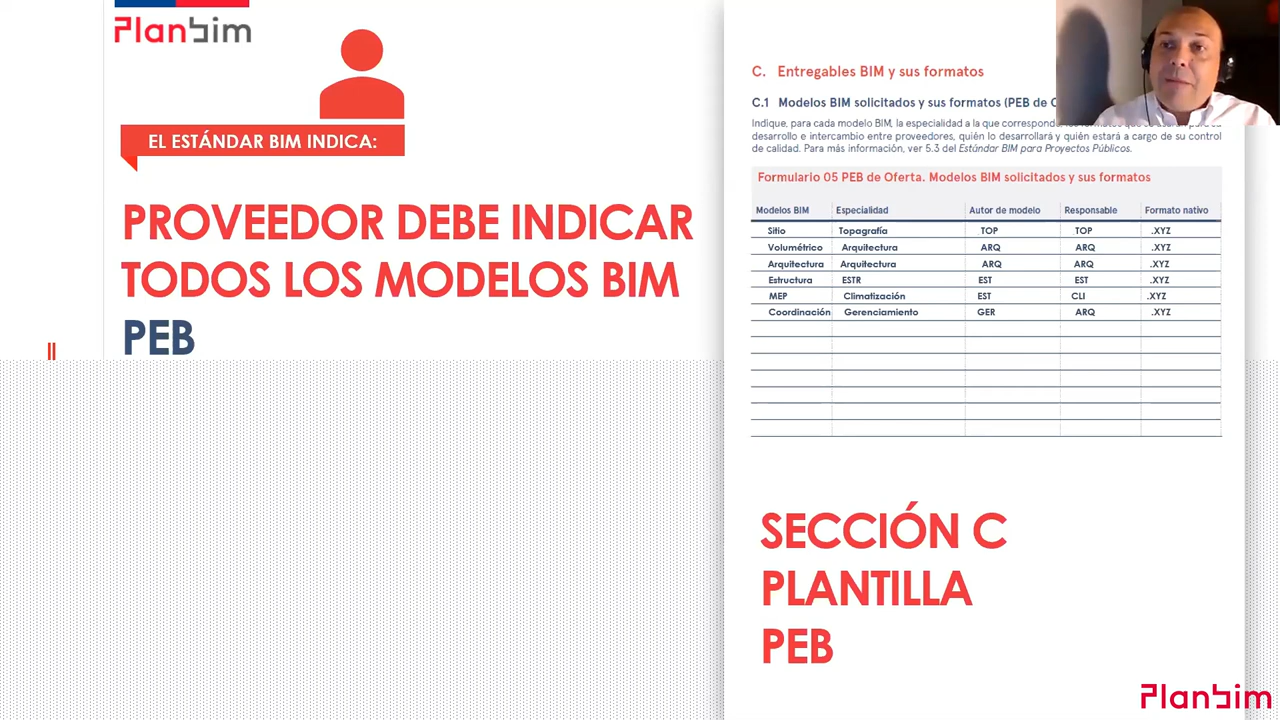 Planbim
EL ESTÁNDAR BIM INDICA:
PROVEEDOR DEBE INDICAR
TODOS LOS MODELOS BIM
PEB
C. Entregables BIM y sus formatos
C.1 Modelos BIM solicitados y sus formatos (PEB de
Indique, para cada modelo BIM, la especialidad a la que
desarrollo e intercambio entre proveedores, quién lo desarrollará y quién estará a cargo de su control
de calidad. Para más información, ver 5.3 del Estándar BIM para Proyectos Públicos.
Formulario 05 PEB de Oferta. Modelos BIM solicitados y sus formatos
Modelos BIM Especialidad Autor de modelo Responsable Formato nativo
Sitio Topagrafía TOP TOP .XYZ
Volumétrico Arquitectura ARQ ARQ .XYZ
Arquitectura Arquitectura ARQ ARQ .XYZ
Estructura ESTR EST EST .XYZ
MEP Climatización EST CLI .XYZ
Coordinación Gerenciamiento GER ARQ .XYZ
SECCIÓN C
PLANTILLA
PEB
Planbim